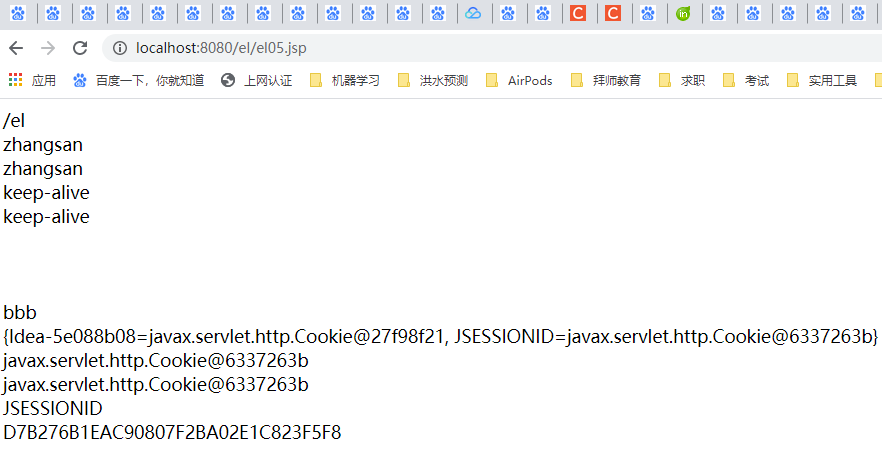 localhost:8080/el/el05.jsp
应用 百度一下，你就知道 上网认证 机器学习 洪水预测 AirPods 拜师教育 求职 考试 实用工具
/el
zhangsan
zhangsan
keep-alive
keep-alive
bbb
{Idea-5e088b08=javax.servlet.http.Cookie@27f98f21, JSESSIONID=javax.servlet.http.Cookie@6337263b}
javax.servlet.http.Cookie@6337263b
javax.servlet.http.Cookie@6337263b
JSESSIONID
D7B276B1EAC90807F2BA02E1C823F5F8